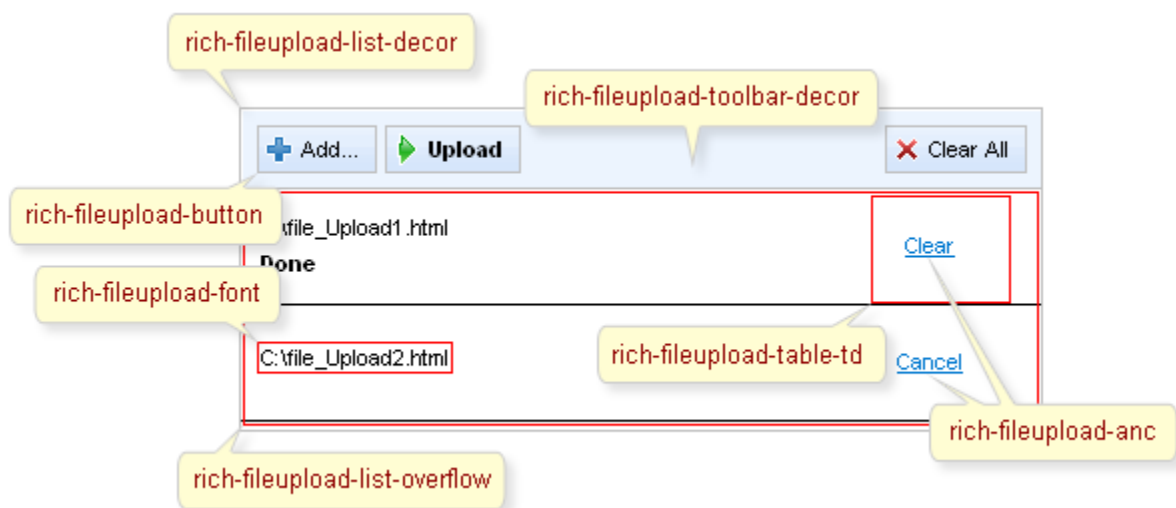 rich-fileupload-list-decor
rich-fileupload-toolbar-decor
Add... Upload Clear All
rich-fileupload-button
\file_Upload1.html
Clear
Done
rich-fileupload-font
rich-fileupload-table-td
C:\file_Upload2.html
Cancel
rich-fileupload-anc
rich-fileupload-list-overflow